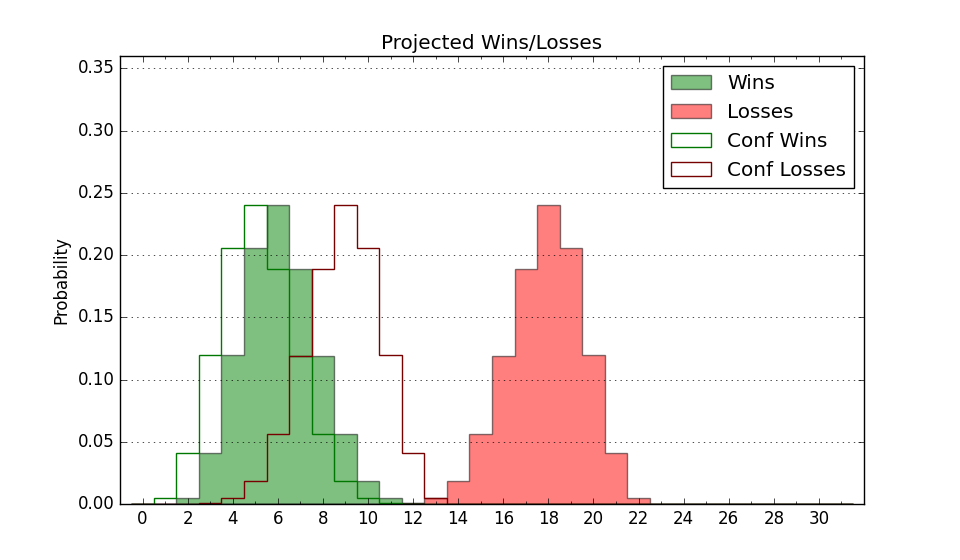 Projected Wins/Losses
Wins
Losses
Conf Wins
Conf Losses
Probability
0.35
0.30
0.25
0.20
0.15
0.10
0.05
0.00
0 2 4 6 8 10 12 14 16 18 20 22 24 26 28 30